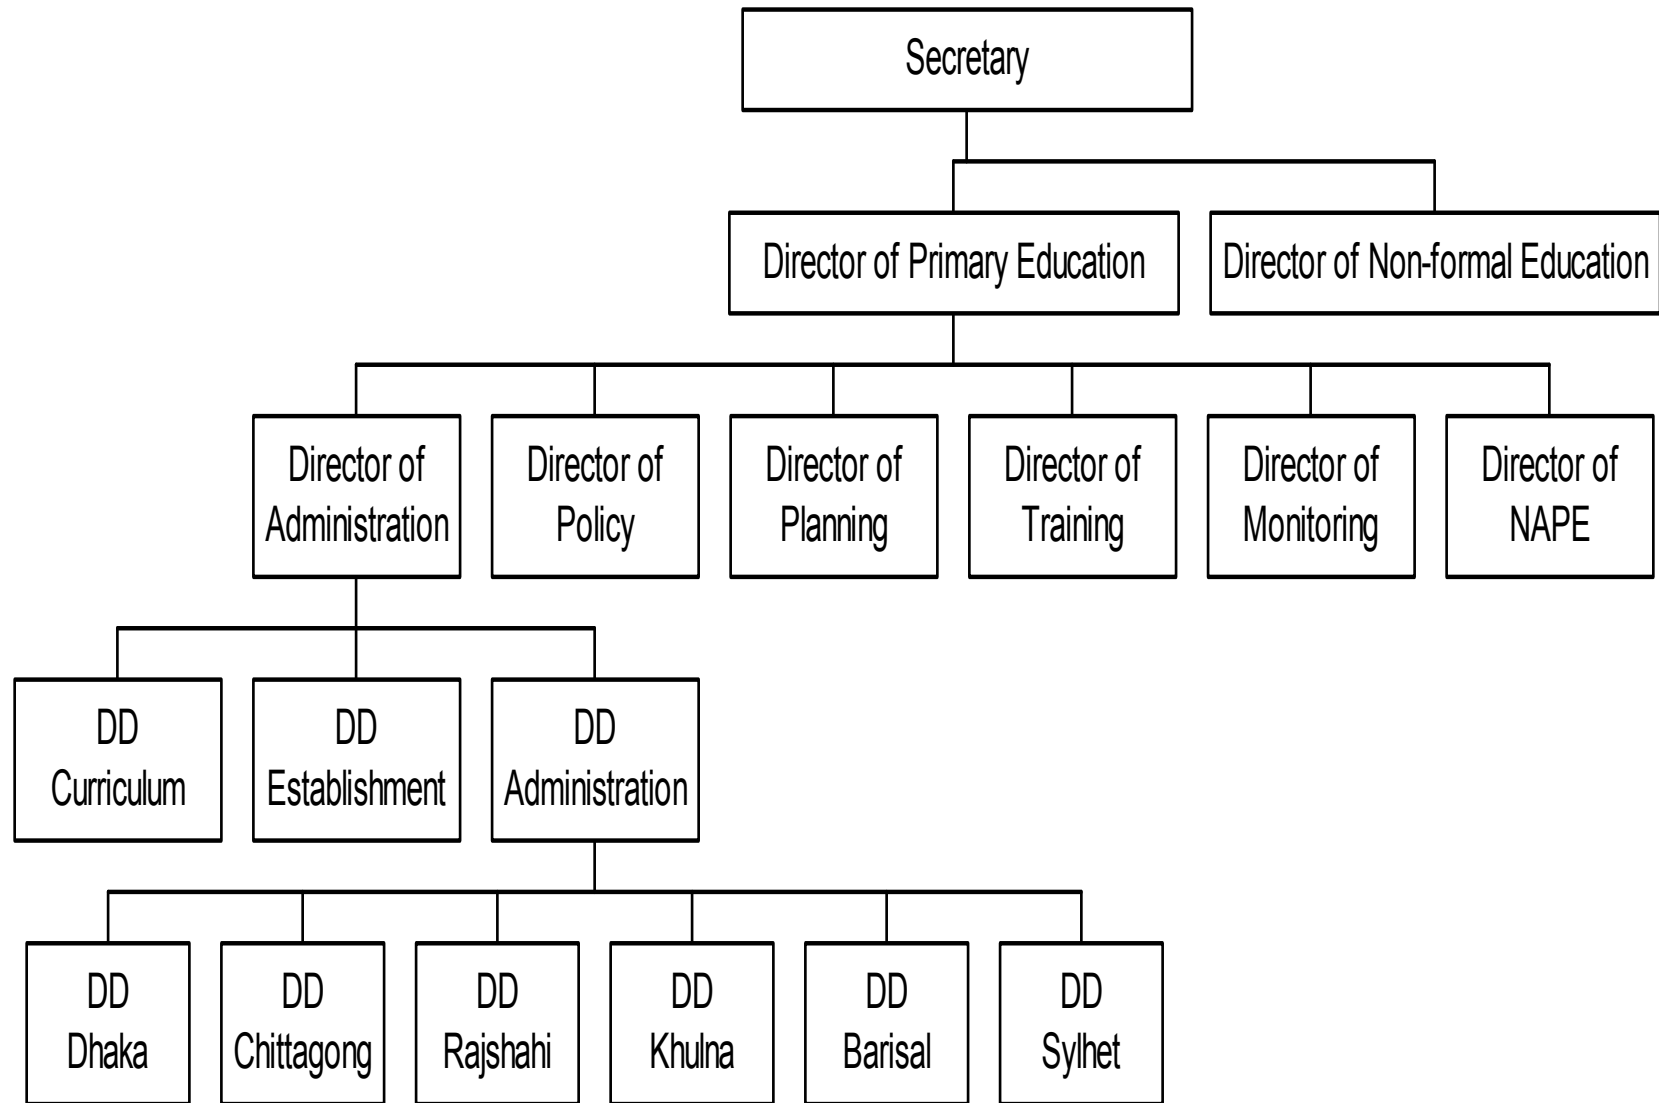 Secretary
Director of Primary Education
Director of Non-formal Education
Director of
Administration
Director of
Policy
Director of
Planning
Director of
Training
Director of
Monitoring
Director of
NAPE
DD
Curriculum
DD
Establishment
DD
Administration
DD
Dhaka
DD
Chittagong
DD
Rajshahi
DD
Khulna
DD
Barisal
DD
Sylhet